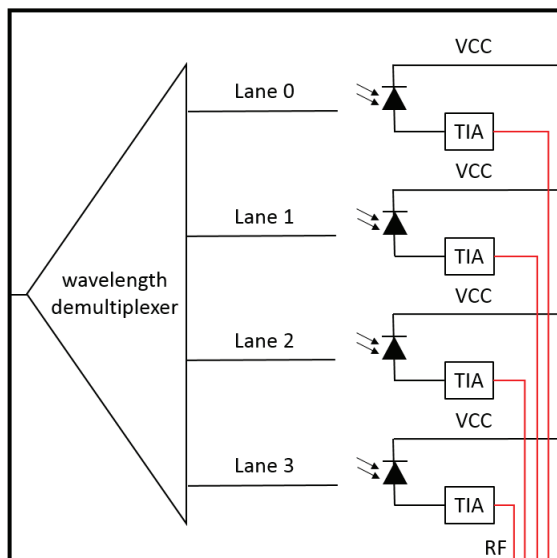 VCC
Lane 0
TIA
VCC
Lane 1
TIA
wavelength
demultiplexer
VCC
Lane 2
TIA
VCC
Lane 3
TIA
RF